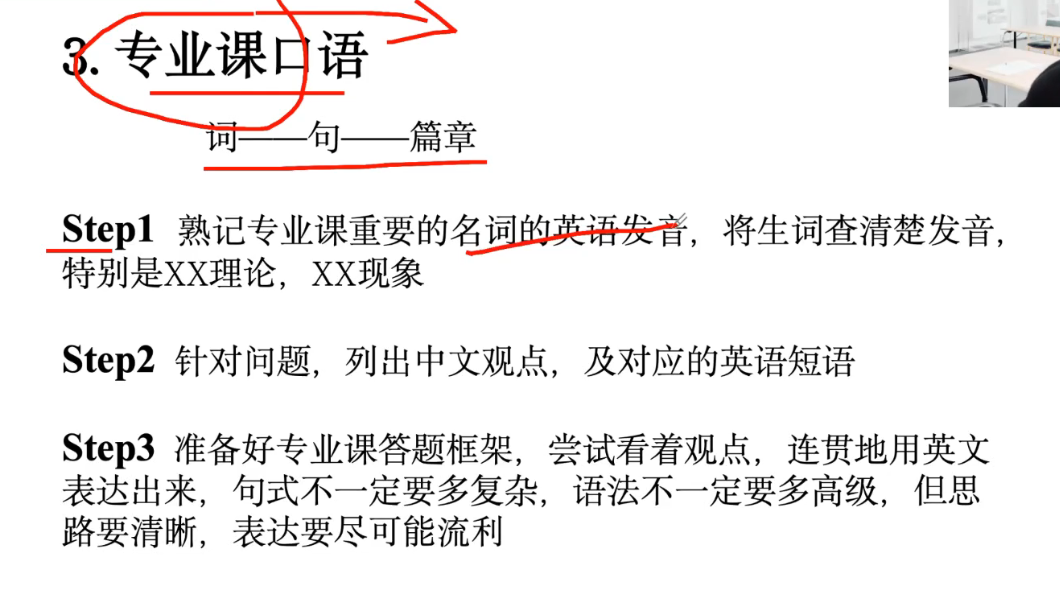 3. 专业课口语
词——句——篇章
Step1 熟记专业课重要的名词的英语发音，将生词查清楚发音，
特别是XX理论，XX现象
Step2 针对问题，列出中文观点，及对应的英语短语
Step3 准备好专业课答题框架，尝试看着观点，连贯地用英文
表达出来，句式不一定要多复杂，语法不一定要多高级，但思
路要清晰，表达要尽可能流利